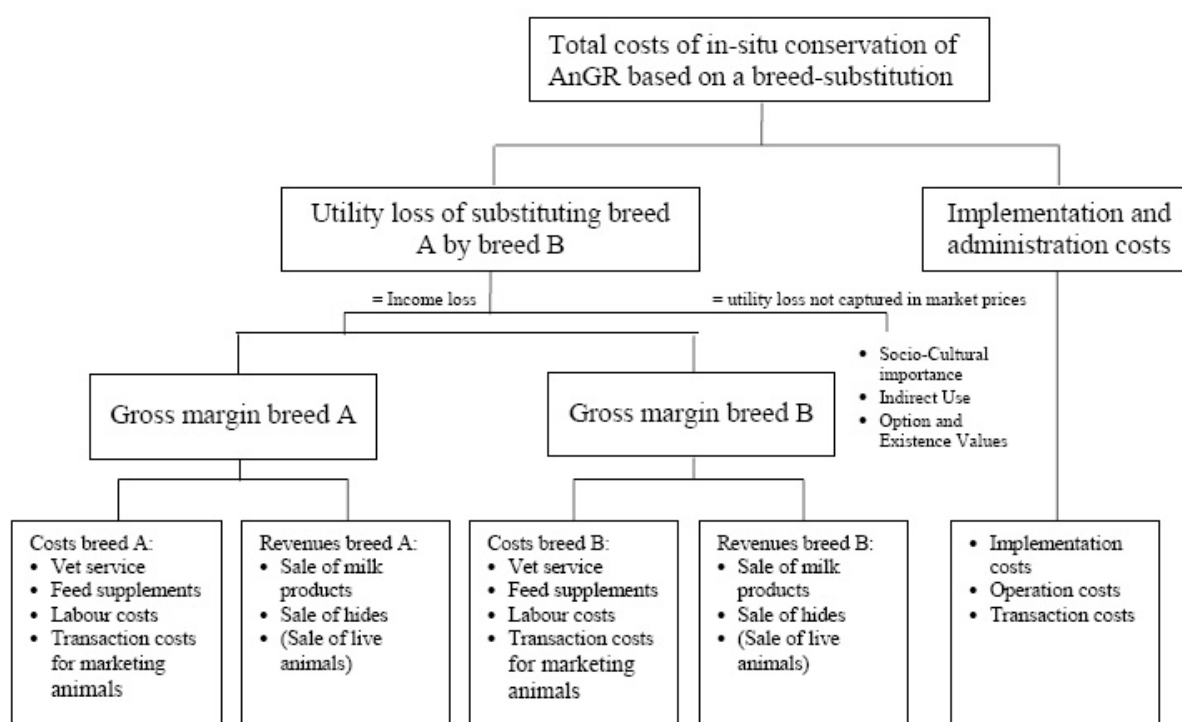 Total costs of in-situ conservation of
AnGR based on a breed-substitution
Utility loss of substituting breed
A by breed B
Implementation and
administration costs
= Income loss
= utility loss not captured in market prices
• Socio-Cultural
importance
• Indirect Use
• Option and
Existence Values
Gross margin breed A
Gross margin breed B
Costs breed A:
• Vet service
• Feed supplements
• Labour costs
• Transaction costs
for marketing
animals
Revenues breed A:
• Sale of milk
products
• Sale of hides
• (Sale of live
animals)
Costs breed B:
• Vet service
• Feed supplements
• Labour costs
• Transaction costs
for marketing
animals
Revenues breed B:
• Sale of milk
products
• Sale of hides
• (Sale of live
animals)
• Implementation
costs
• Operation costs
• Transaction costs